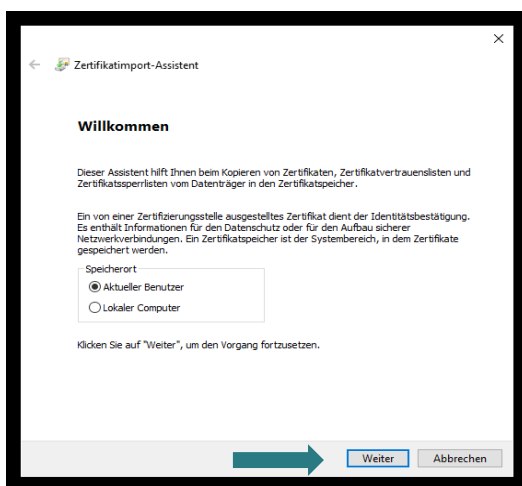 Zertifikatimport-Assistent
Willkommen
Dieser Assistent hilft Ihnen beim Kopieren von Zertifikaten, Zertifikatvertrauenslisten und
Zertifikatssperrlisten vom Datenträger in den Zertifikatspeicher.
Ein von einer Zertifizierungsstelle ausgestelltes Zertifikat dient der Identitätsbestätigung.
Es enthält Informationen für den Datenschutz oder für den Aufbau sicherer
Netzwerkverbindungen. Ein Zertifikatspeicher ist der Systembereich, in dem Zertifikate
gespeichert werden.
Speicherort
Aktueller Benutzer
Lokaler Computer
Klicken Sie auf "Weiter", um den Vorgang fortzusetzen.
Weiter Abbrechen